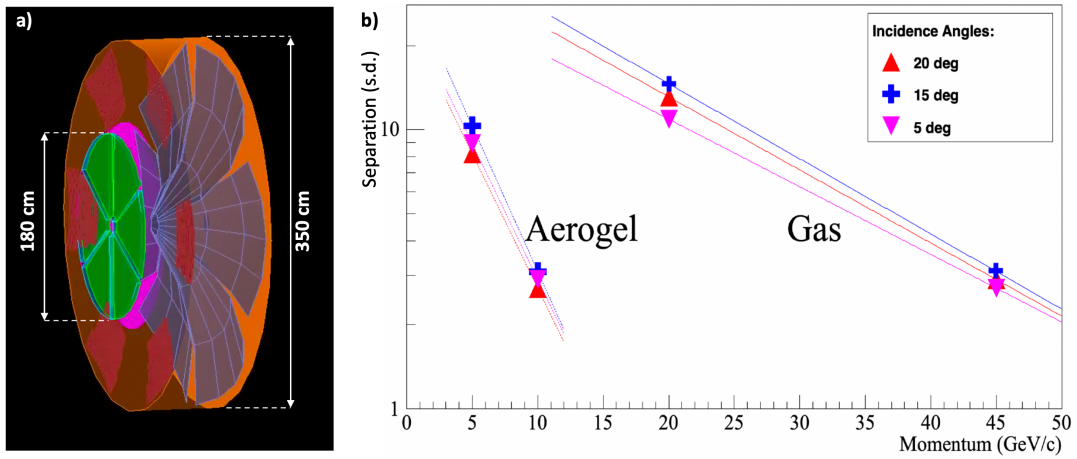 a)
180 cm
350 cm
b)
Separation (s.d.)
10
1
Incidence Angles:
20 deg
15 deg
5 deg
Aerogel
Gas
0 5 10 15 20 25 30 35 40 45 50
Momentum (GeV/c)